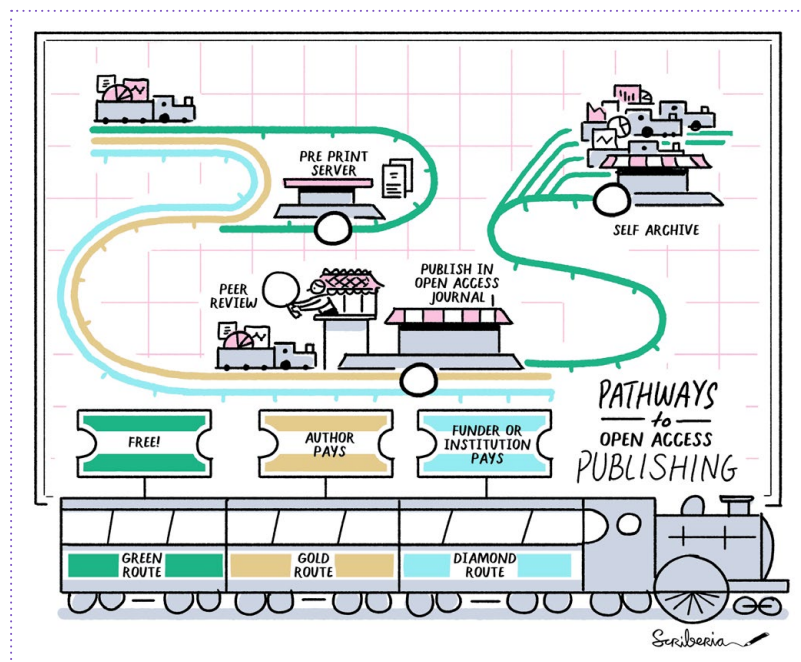 PRE PRINT
SERVER
SELF ARCHIVE
PEER
REVIEW
PUBLISH IN
OPEN ACCESS
JOURNAL
PATHWAYS
to
OPEN ACCESS
PUBLISHING
FREE!
AUTHOR
PAYS
FUNDER OR
INSTITUTION
PAYS
GREEN
ROUTE
GOLD
ROUTE
DIAMOND
ROUTE
Scriberia